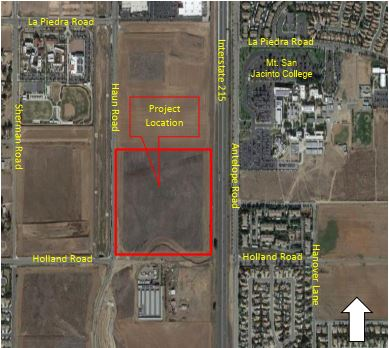 La Piedra Road
La Piedra Road
Mt. San
Jacinto College
Interstate 215
Haun Road
Sherman Road
Project
Location
Antelope Road
Holland Road
Holland Road
Hanover Lane